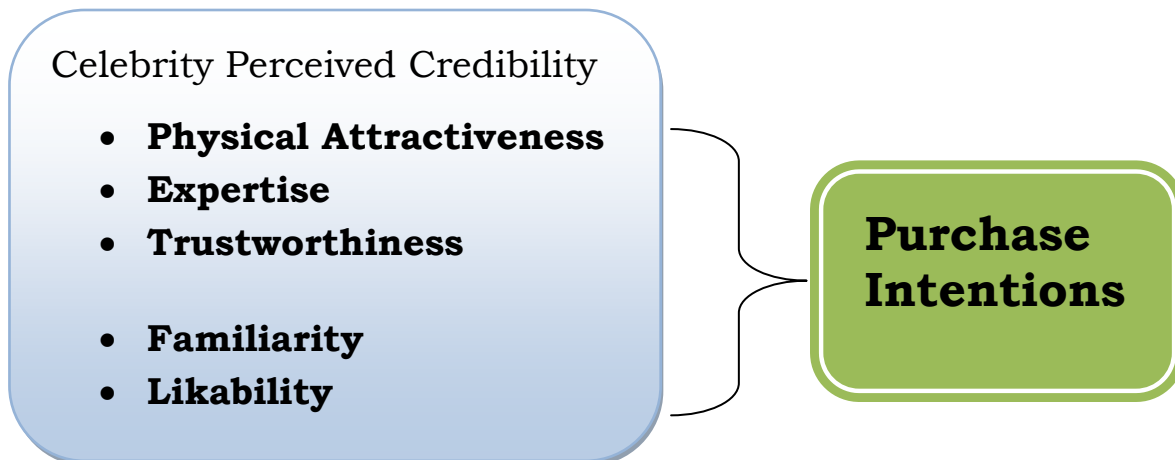 Celebrity Perceived Credibility
• Physical Attractiveness
• Expertise
• Trustworthiness
• Familiarity
• Likability
Purchase
Intentions